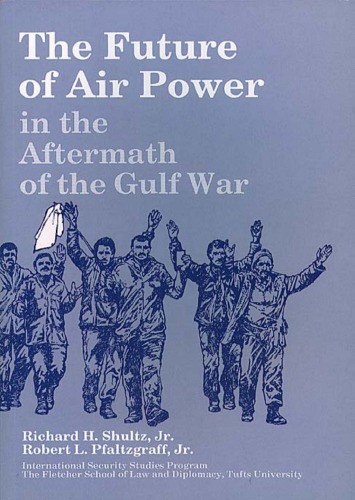 The Future
of Air Power
in the
Aftermath
of the Gulf War
Richard H. Shultz, Jr.
Robert L. Pfaltzgraff, Jr.
International Security Studies Program
The Fletcher School of Law and Diplomacy, Tufts University